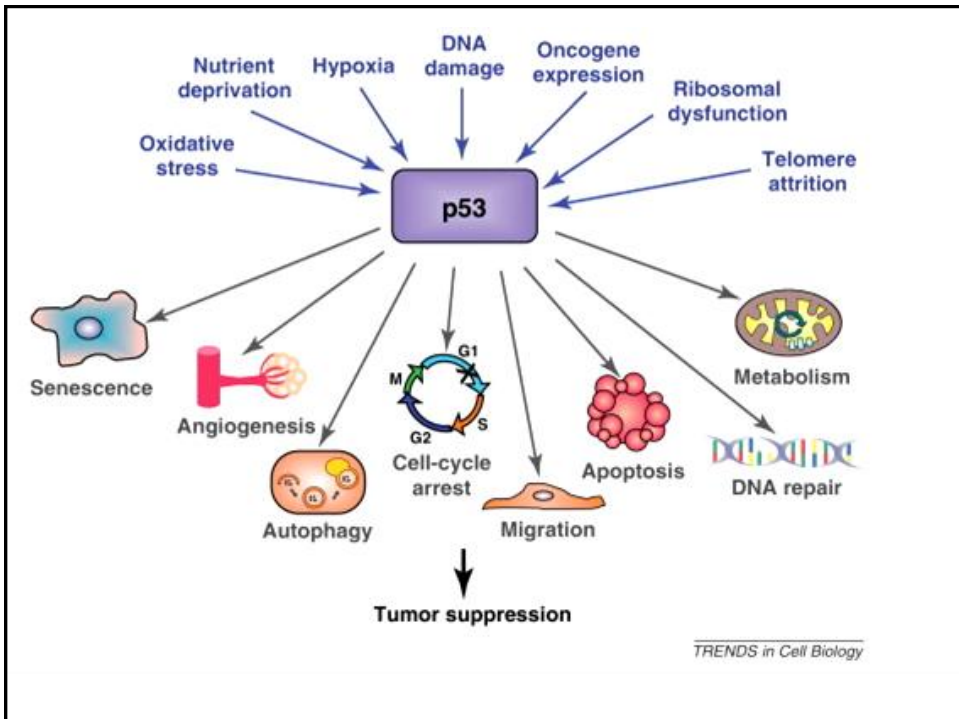 DNA
damage
Oncogene
expression
Hypoxia
Nutrient
deprivation
Ribosomal
dysfunction
Oxidative
stress
Telomere
attrition
p53
Senescence
Angiogenesis
Autophagy
G1
M
S
G2
Cell-cycle
arrest
Migration
Apoptosis
DNA repair
Metabolism
Tumor suppression
TRENDS in Cell Biology